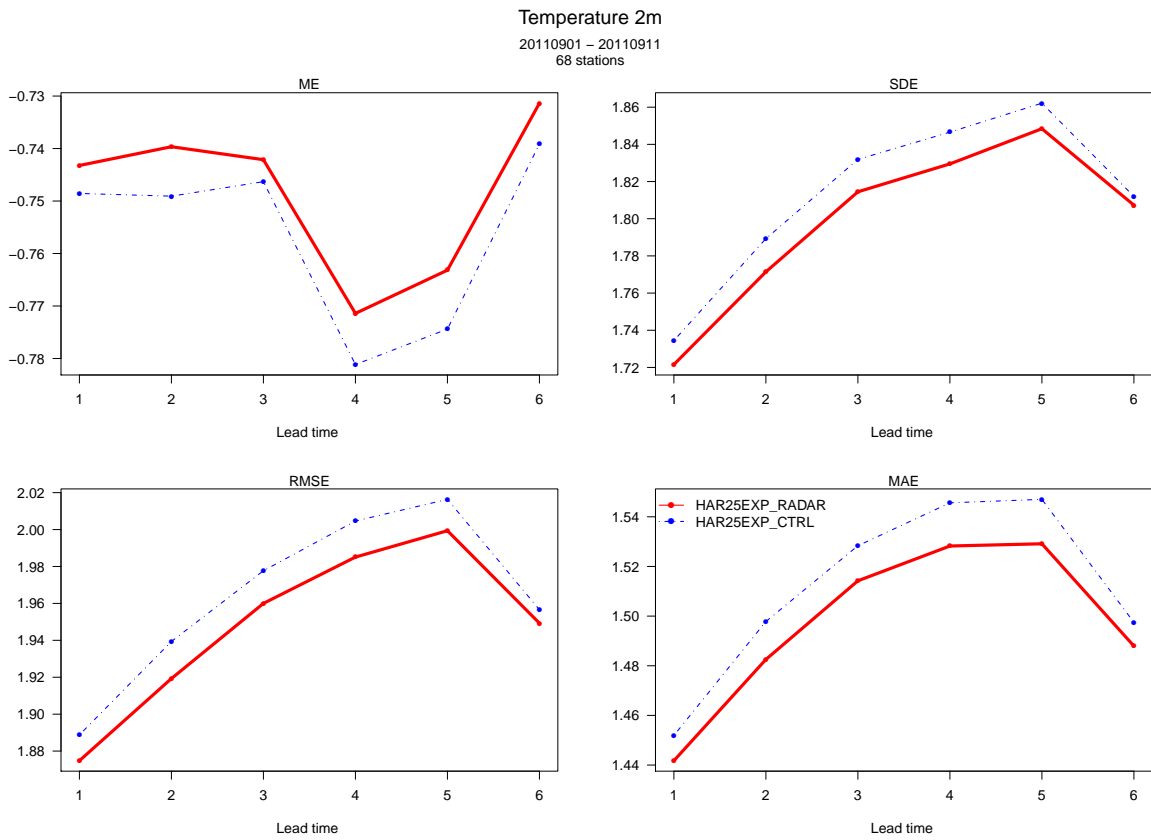 Temperature 2m
20110901 − 20110911
68 stations
ME
−0.73
−0.74
−0.75
−0.76
−0.77
−0.78
1 2 3 4 5 6
Lead time
SDE
1.86
1.84
1.82
1.80
1.78
1.76
1.74
1.72
1 2 3 4 5 6
Lead time
RMSE
2.02
2.00
1.98
1.96
1.94
1.92
1.90
1.88
1 2 3 4 5 6
Lead time
MAE
HAR25EXP_RADAR
HAR25EXP_CTRL
1.54
1.52
1.50
1.48
1.46
1.44
1 2 3 4 5 6
Lead time